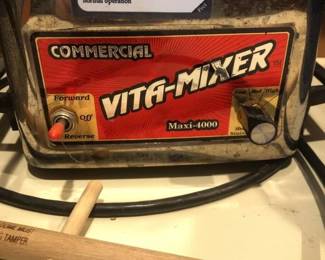 normal operation
COMMERCIAL
VITA-MIXER
Forward
Off
Reverse
Maxi-4000
TAMPER